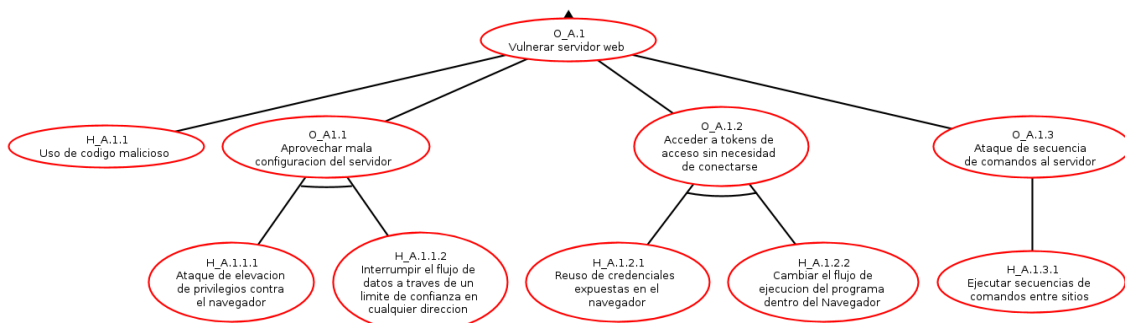 O_A.1
Vulnerar servidor web
H_A.1.1
Uso de codigo malicioso
O_A1.1
Aprovechar mala
configuracion del servidor
O_A.1.2
Acceder a tokens de
acceso sin necesidad
de conectarse
O_A.1.3
Ataque de secuencia
de comandos al servidor
H_A.1.1.1
Ataque de elevacion
de privilegios contra
el navegador
H_A.1.1.2
Interrumpir el flujo de
datos a traves de un
limite de confianza en
cualquier direccion
H_A.1.2.1
Reuso de credenciales
expuestas en el
navegador
H_A.1.2.2
Cambiar el flujo de
ejecucion del programa
dentro del Navegador
H_A.1.3.1
Ejecutar secuencias de
comandos entre sitios